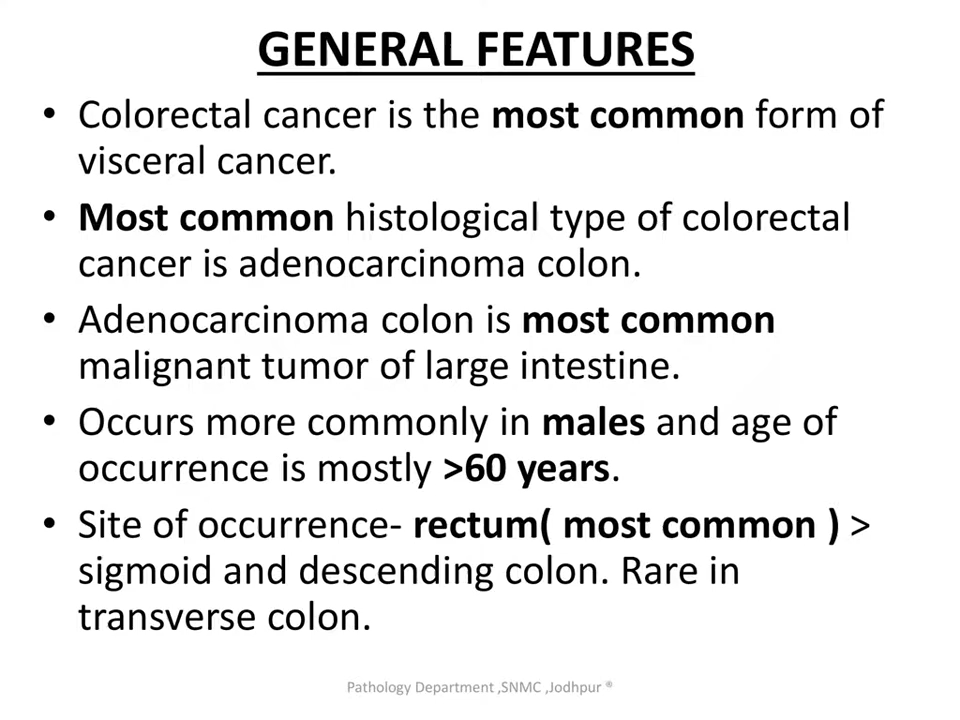 GENERAL FEATURES
• Colorectal cancer is the most common form of
visceral cancer.
• Most common histological type of colorectal
cancer is adenocarcinoma colon.
• Adenocarcinoma colon is most common
malignant tumor of large intestine.
• Occurs more commonly in males and age of
occurrence is mostly >60 years.
• Site of occurrence- rectum( most common ) >
sigmoid and descending colon. Rare in
transverse colon.
Pathology Department ,SNMC ,Jodhpur ®